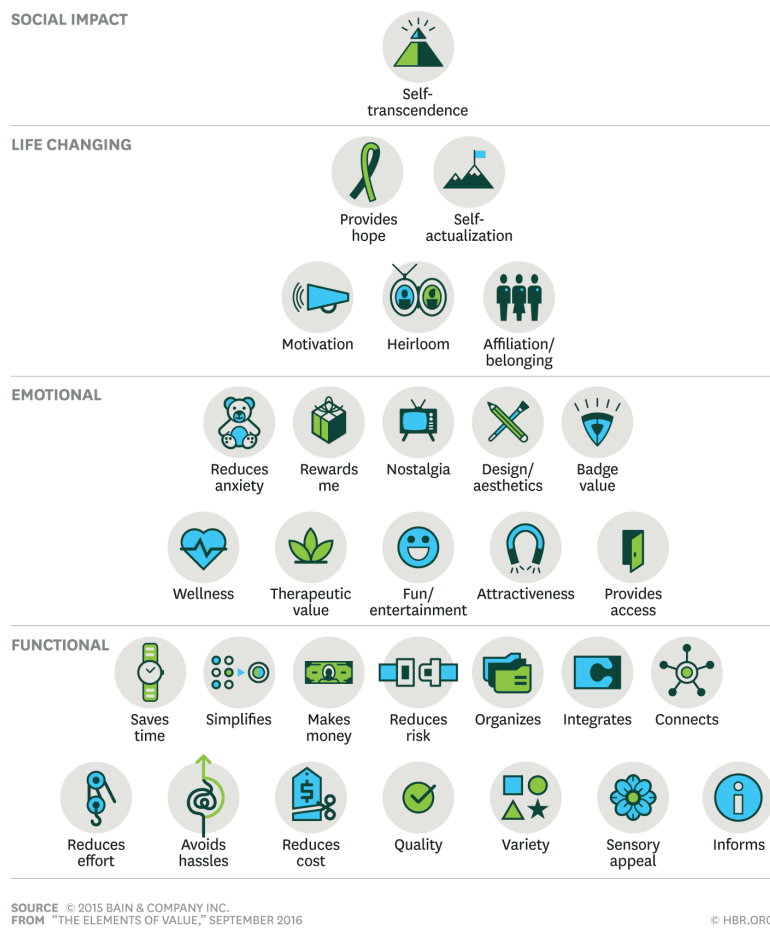 SOCIAL IMPACT
Self-
transcendence
LIFE CHANGING
Provides
hope
Self-
actualization
Motivation
Heirloom
Affiliation/
belonging
EMOTIONAL
Reduces
anxiety
Rewards
me
Nostalgia
Design/
aesthetics
Badge
value
Wellness
Therapeutic
value
Fun/
entertainment
Attractiveness
Provides
access
FUNCTIONAL
Saves
time
Simplifies
Makes
money
Reduces
risk
Organizes
Integrates
Connects
Reduces
effort
Avoids
hassles
$
Reduces
cost
Quality
Variety
Sensory
appeal
i
Informs
SOURCE © 2015 BAIN & COMPANY INC.
FROM "THE ELEMENTS OF VALUE," SEPTEMBER 2016
© HBR.ORG